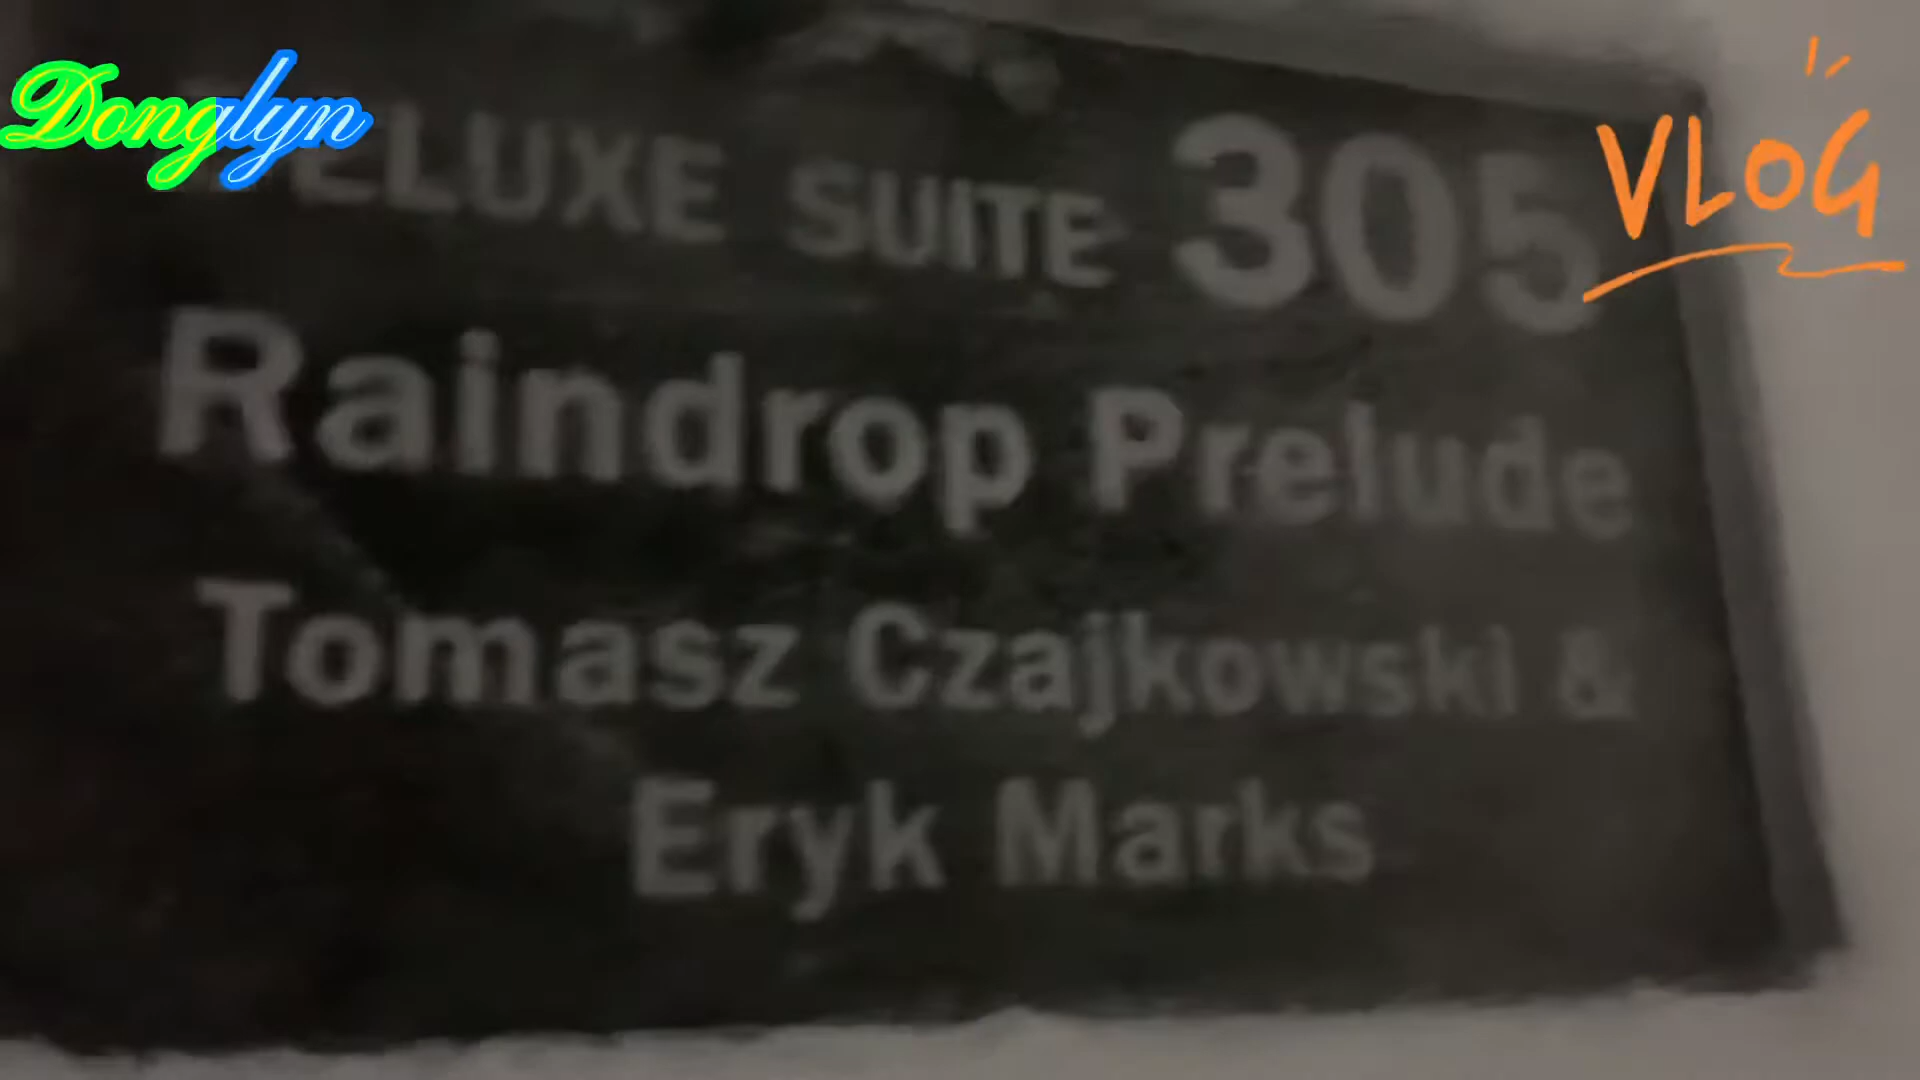 Donglyn
VLOG
DELUXE SUITE 305
Raindrop Prelude
Tomasz Czajkowski &
Eryk Marks